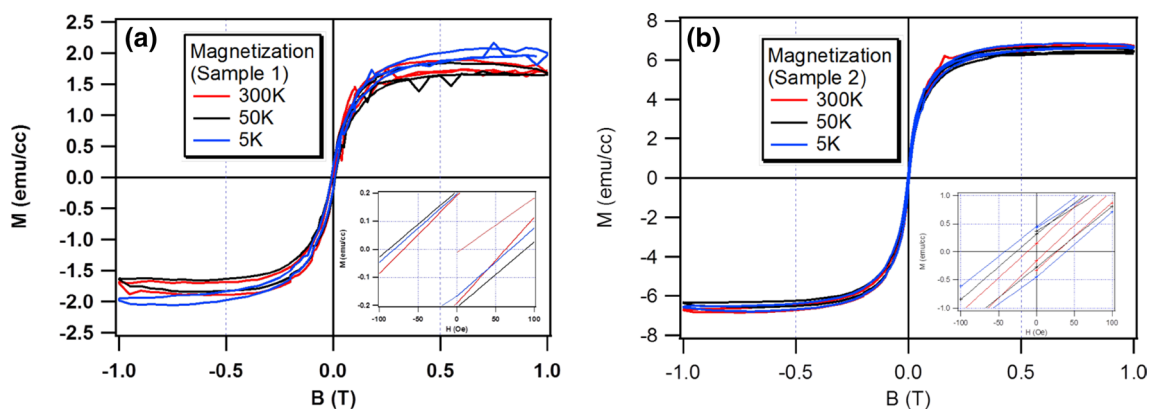 (a)
Magnetization
(Sample 1)
300K
50K
5K
M (emu/cc)
2.5
2.0
1.5
1.0
0.5
0.0
-0.5
-1.0
-1.5
-2.0
-2.5
-1.0 -0.5 0.0 0.5 1.0
B (T)
M (emu/cc)
0.2
0.1
0.0
-0.1
-0.2
-100 -50 0 50 100
H (Oe)
(b)
Magnetization
(Sample 2)
300K
50K
5K
M (emu/cc)
8
6
4
2
0
-2
-4
-6
-8
-1.0 -0.5 0.0 0.5 1.0
B (T)
M (emu/cc)
1.0
0.5
0.0
-0.5
-1.0
-100 -50 0 50 100
H (Oe)